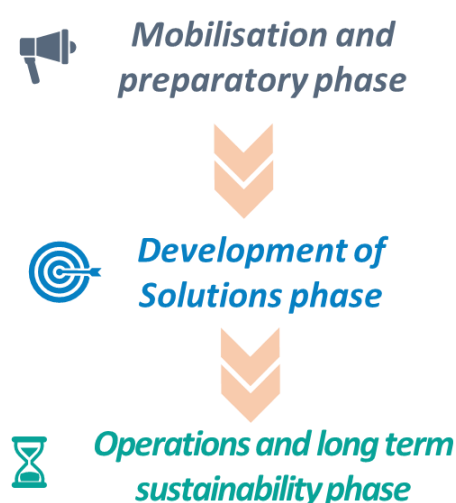 Mobilisation and
preparatory phase
Development of
Solutions phase
Operations and long term
sustainability phase